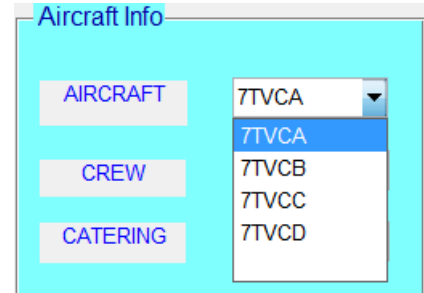 Aircraft Info
AIRCRAFT
7TVCA
7TVCA
7TVCB
CREW
7TVCC
CATERING
7TVCD